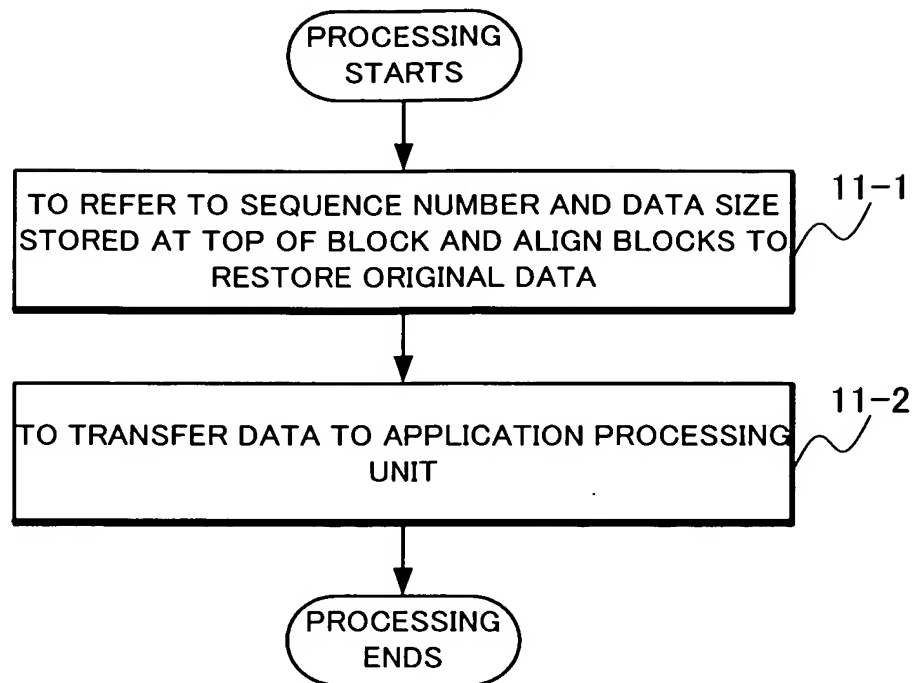 PROCESSING
STARTS
TO REFER TO SEQUENCE NUMBER AND DATA SIZE
STORED AT TOP OF BLOCK AND ALIGN BLOCKS TO
RESTORE ORIGINAL DATA
11-1
TO TRANSFER DATA TO APPLICATION PROCESSING
UNIT
11-2
PROCESSING
ENDS